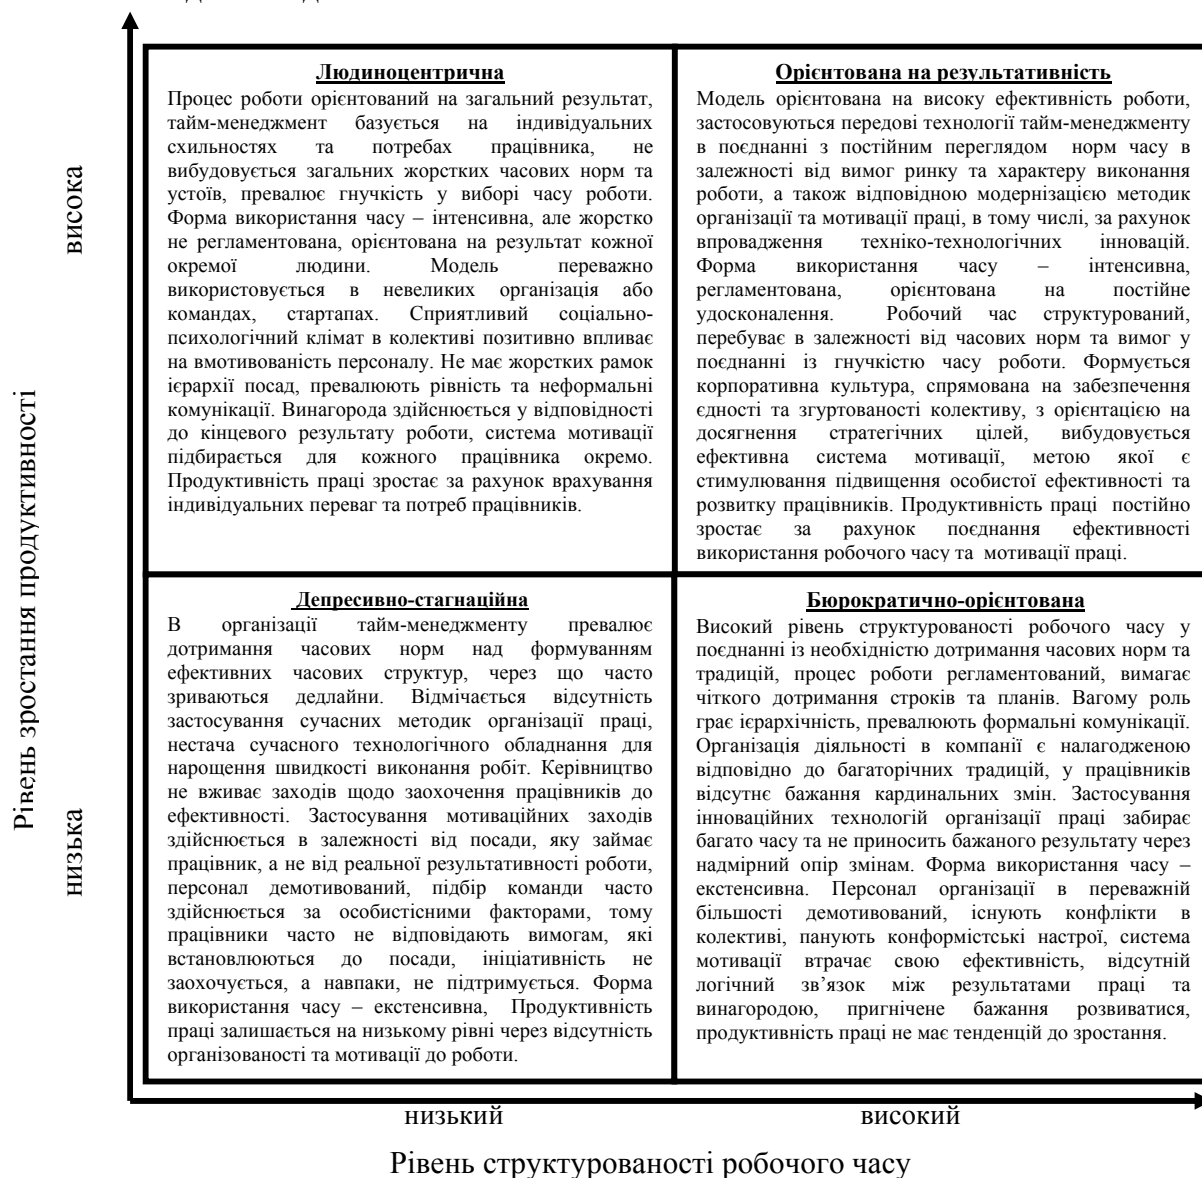 Людиноцентрична
Процес роботи орієнтований на загальний результат,
тайм-менеджмент базується на індивідуальних
схильностях та потребах працівника, не
вибудовується загальних жорстких часових норм та
устоїв, превалює гнучкість у виборі часу роботи.
Форма використання часу – інтенсивна, але жорстко
не регламентована, орієнтована на результат кожної
окремої людини. Модель переважно
використовується в невеликих організація або
командах, стартапах. Сприятливий соціально-
психологічний клімат в колективі позитивно впливає
на вмотивованість персоналу. Не має жорстких рамок
ієрархії посад, превалюють рівність та неформальні
комунікації. Винагорода здійснюється у відповідності
до кінцевого результату роботи, система мотивації
підбирається для кожного працівника окремо.
Продуктивність праці зростає за рахунок врахування
індивідуальних переваг та потреб працівників.
Орієнтована на результативність
Модель орієнтована на високу ефективність роботи,
застосовуються передові технології тайм-менеджменту
в поєднанні з постійним переглядом норм часу в
залежності від вимог ринку та характеру виконання
роботи, а також відповідною модернізацією методик
організації та мотивації праці, в тому числі, за рахунок
впровадження техніко-технологічних інновацій.
Форма використання часу – інтенсивна,
регламентована, орієнтована на постійне
удосконалення. Робочий час структурований,
перебуває в залежності від часових норм та вимог у
поєднанні із гнучкістю часу роботи. Формується
корпоративна культура, спрямована на забезпечення
єдності та згуртованості колективу, з орієнтацією на
досягнення стратегічних цілей, вибудовується
ефективна система мотивації, метою якої є
стимулювання підвищення особистої ефективності та
розвитку працівників. Продуктивність праці постійно
зростає за рахунок поєднання ефективності
використання робочого часу та мотивації праці.
висока
Рівень зростання продуктивності
низька
Депресивно-стагнаційна
В організації тайм-менеджменту превалює
дотримання часових норм над формуванням
ефективних часових структур, через що часто
зриваються дедлайни. Відмічається відсутність
застосування сучасних методик організації праці,
нестача сучасного технологічного обладнання для
нарощення швидкості виконання робіт. Керівництво
не вживає заходів щодо заохочення працівників до
ефективності. Застосування мотиваційних заходів
здійснюється в залежності від посади, яку займає
працівник, а не від реальної результативності роботи,
персонал демотивований, підбір команди часто
здійснюється за особистісними факторами, тому
працівники часто не відповідають вимогам, які
встановлюються до посади, ініціативність не
заохочується, а навпаки, не підтримується. Форма
використання часу – екстенсивна, Продуктивність
праці залишається на низькому рівні через відсутність
організованості та мотивації до роботи.
Бюрократично-орієнтована
Високий рівень структурованості робочого часу у
поєднанні із необхідністю дотримання часових норм та
традицій, процес роботи регламентований, вимагає
чіткого дотримання строків та планів. Вагому роль
грає ієрархічність, превалюють формальні комунікації.
Організація діяльності в компанії є налагодженою
відповідно до багаторічних традицій, у працівників
відсутнє бажання кардинальних змін. Застосування
інноваційних технологій організації праці забирає
багато часу та не приносить бажаного результату через
надмірний опір змінам. Форма використання часу –
екстенсивна. Персонал організації в переважній
більшості демотивований, існують конфлікти в
колективі, панують конформістські настрої, система
мотивації втрачає свою ефективність, відсутній
логічний зв’язок між результатами праці та
винагородою, пригнічене бажання розвиватися,
продуктивність праці не має тенденцій до зростання.
низький
високий
Рівень структурованості робочого часу